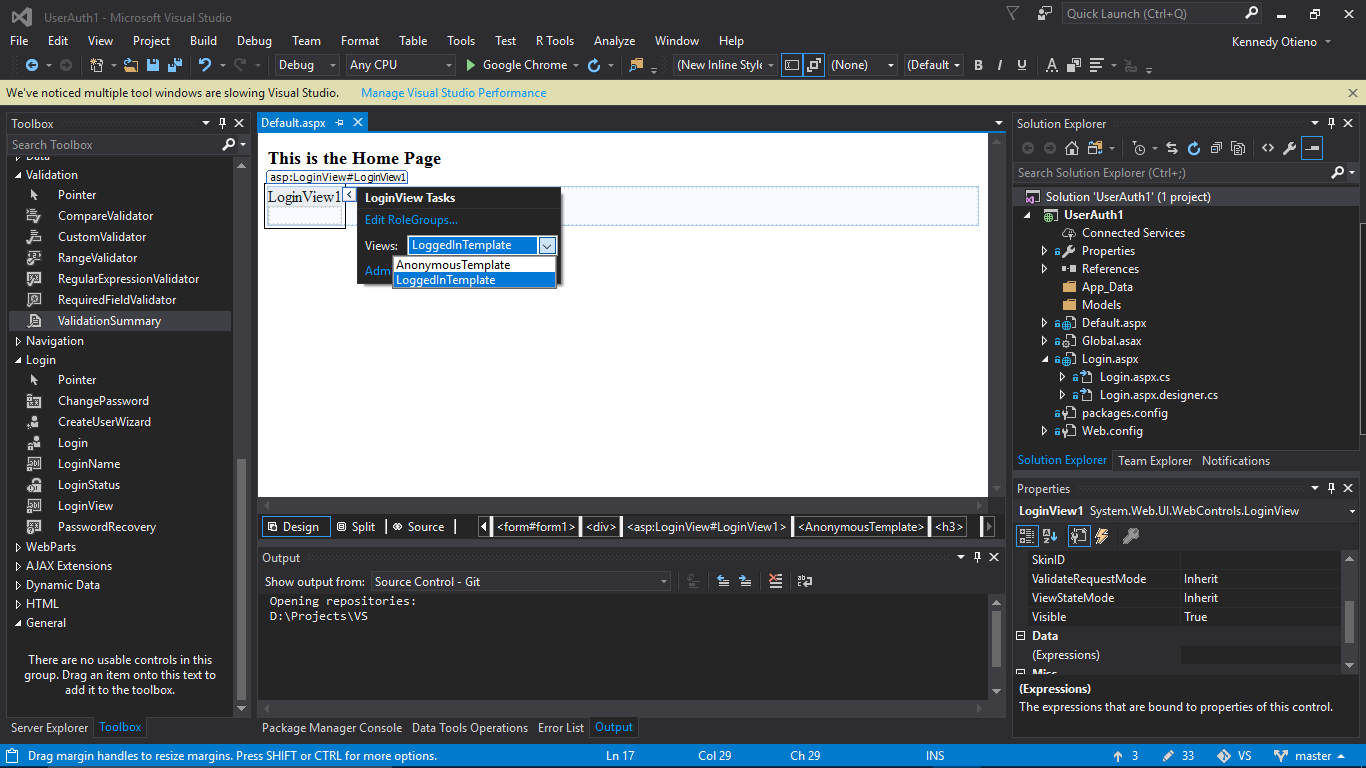 UserAuth1 - Microsoft Visual Studio
Quick Launch (Ctrl+Q)
File Edit View Project Build Debug Team Format Table Tools Test R Tools Analyze Window Help
Kennedy Otieno
Debug Any CPU Google Chrome (New Inline Style (None) (Default B I U A
We've noticed multiple tool windows are slowing Visual Studio. Manage Visual Studio Performance
Toolbox
Search Toolbox
Data
Validation
Pointer
CompareValidator
CustomValidator
RangeValidator
RegularExpressionValidator
RequiredFieldValidator
ValidationSummary
Navigation
Login
Pointer
ChangePassword
CreateUserWizard
Login
LoginName
LoginStatus
LoginView
PasswordRecovery
WebParts
AJAX Extensions
Dynamic Data
HTML
General
There are no usable controls in this
group. Drag an item onto this text to
add it to the toolbox.
Server Explorer Toolbox
Default.aspx
This is the Home Page
asp:LoginView#LoginView1
LoginView1
LoginView Tasks
Edit RoleGroups...
Views: LoggedInTemplate
AnonymousTemplate
Adm LoggedInTemplate
Design Split Source <form#form1> <div> <asp:LoginView#LoginView1> <AnonymousTemplate> <h3>
Output
Show output from: Source Control - Git
Opening repositories:
D:\Projects\VS
Package Manager Console Data Tools Operations Error List Output
Solution Explorer
Search Solution Explorer (Ctrl+;)
Solution 'UserAuth1' (1 project)
UserAuth1
Connected Services
Properties
References
App_Data
Models
Default.aspx
Global.asax
Login.aspx
Login.aspx.cs
Login.aspx.designer.cs
packages.config
Web.config
Solution Explorer Team Explorer Notifications
Properties
LoginView1 System.Web.UI.WebControls.LoginView
SkinID
ValidateRequestMode Inherit
ViewStateMode Inherit
Visible True
Data
(Expressions)
Misc
(Expressions)
The expressions that are bound to properties of this control.
Drag margin handles to resize margins. Press SHIFT or CTRL for more options. Ln 17 Col 29 Ch 29 INS 3 33 VS master